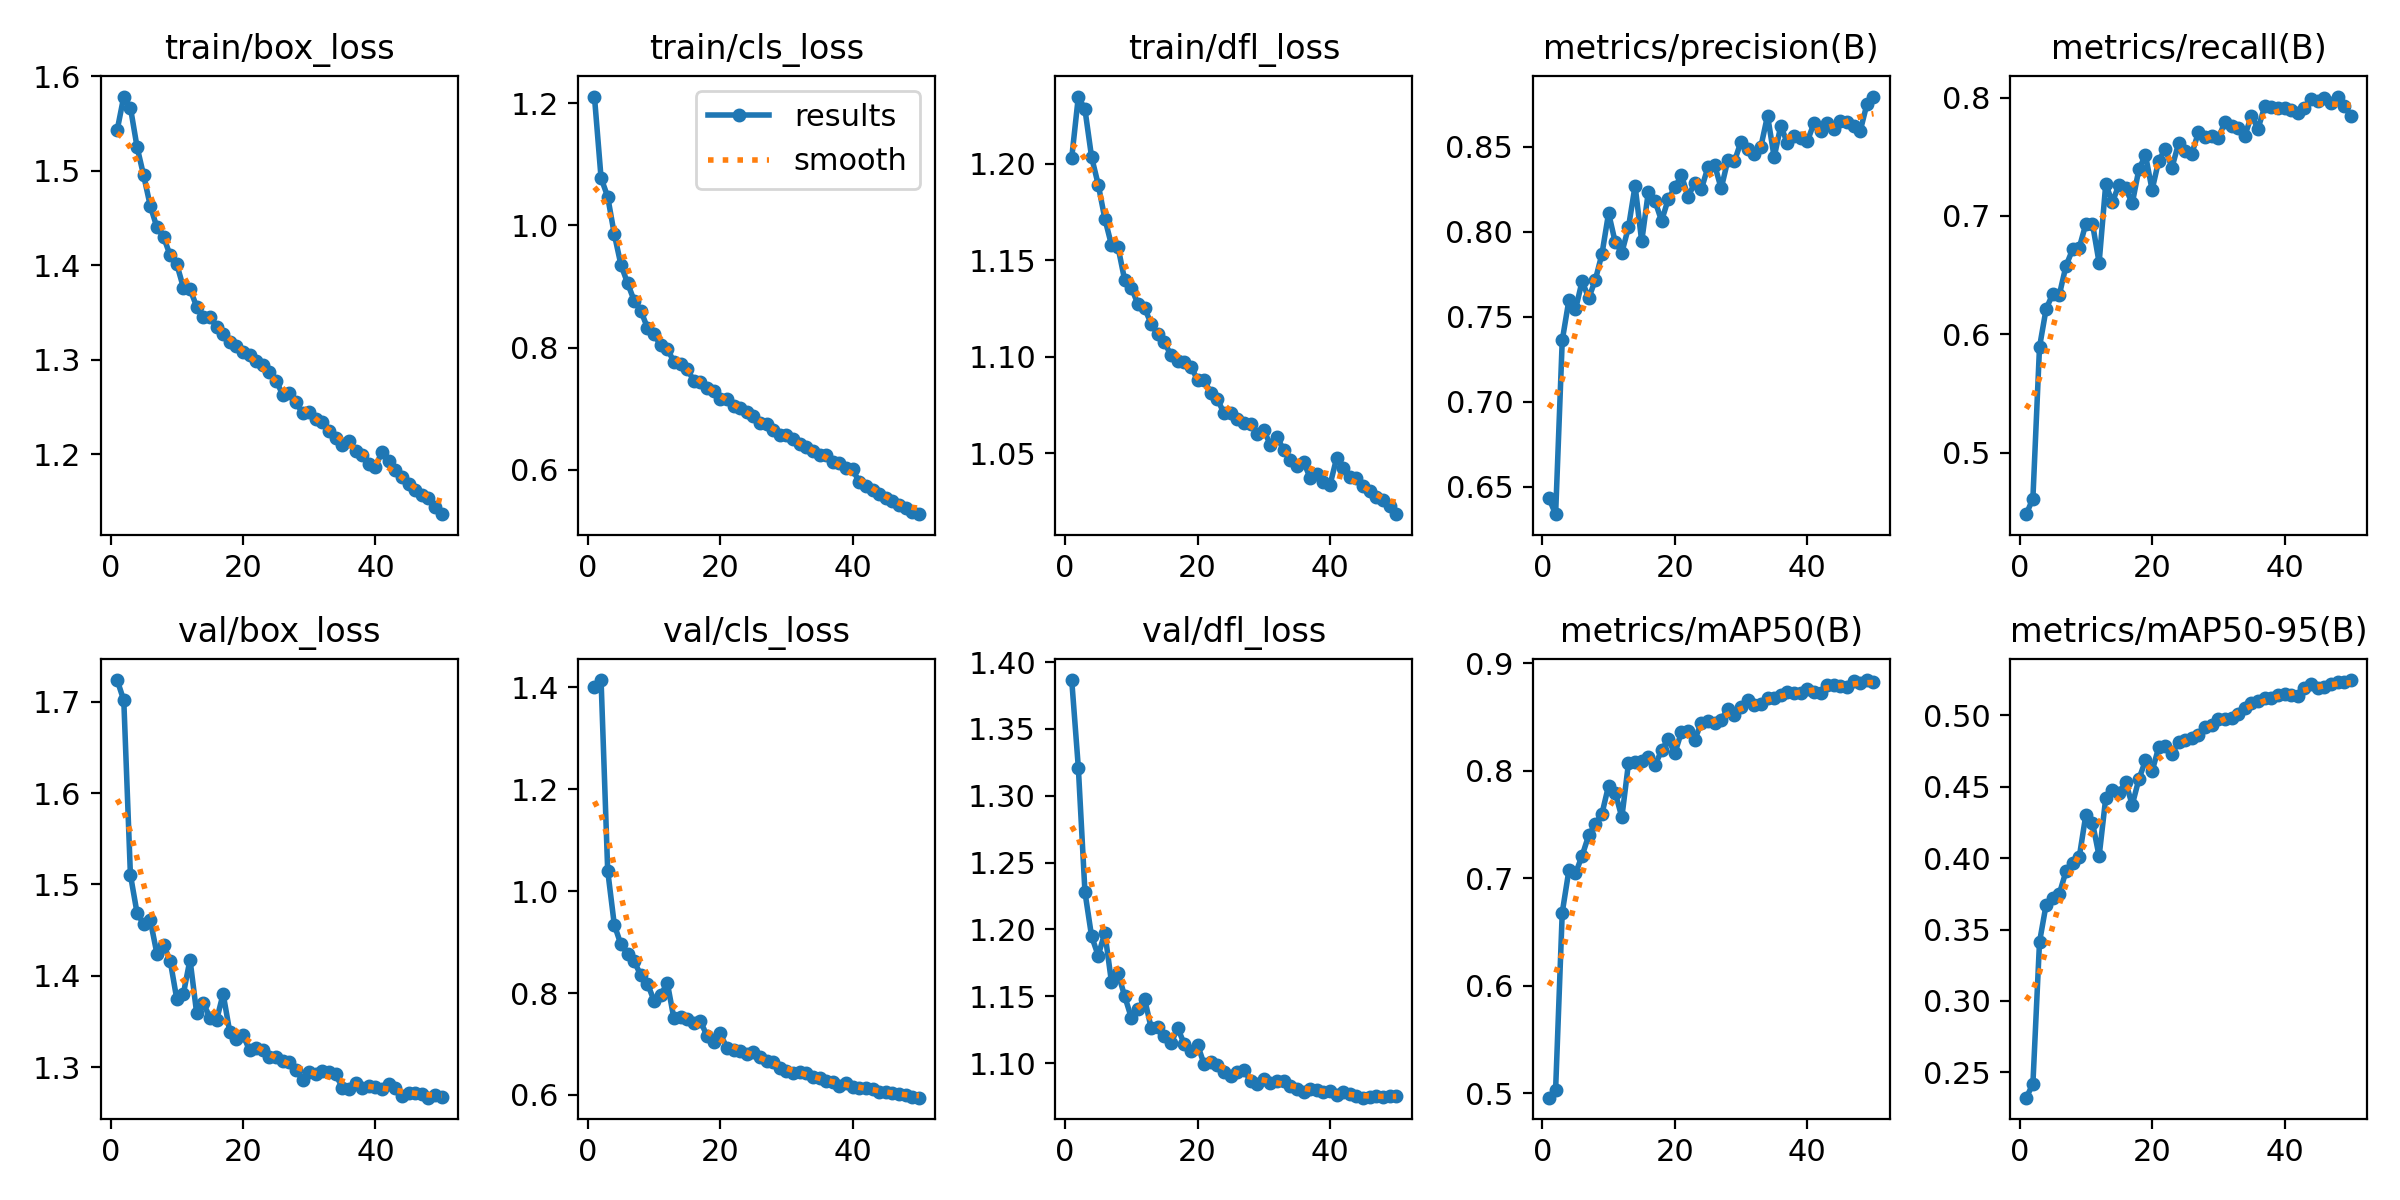 train/box_loss
1.6
1.5
1.4
1.3
1.2
0 20 40
train/cls_loss
results
smooth
1.2
1.0
0.8
0.6
0 20 40
train/dfl_loss
1.20
1.15
1.10
1.05
0 20 40
metrics/precision(B)
0.85
0.80
0.75
0.70
0.65
0 20 40
metrics/recall(B)
0.8
0.7
0.6
0.5
0 20 40
val/box_loss
1.7
1.6
1.5
1.4
1.3
0 20 40
val/cls_loss
1.4
1.2
1.0
0.8
0.6
0 20 40
val/dfl_loss
1.40
1.35
1.30
1.25
1.20
1.15
1.10
0 20 40
metrics/mAP50(B)
0.9
0.8
0.7
0.6
0.5
0 20 40
metrics/mAP50-95(B)
0.50
0.45
0.40
0.35
0.30
0.25
0 20 40